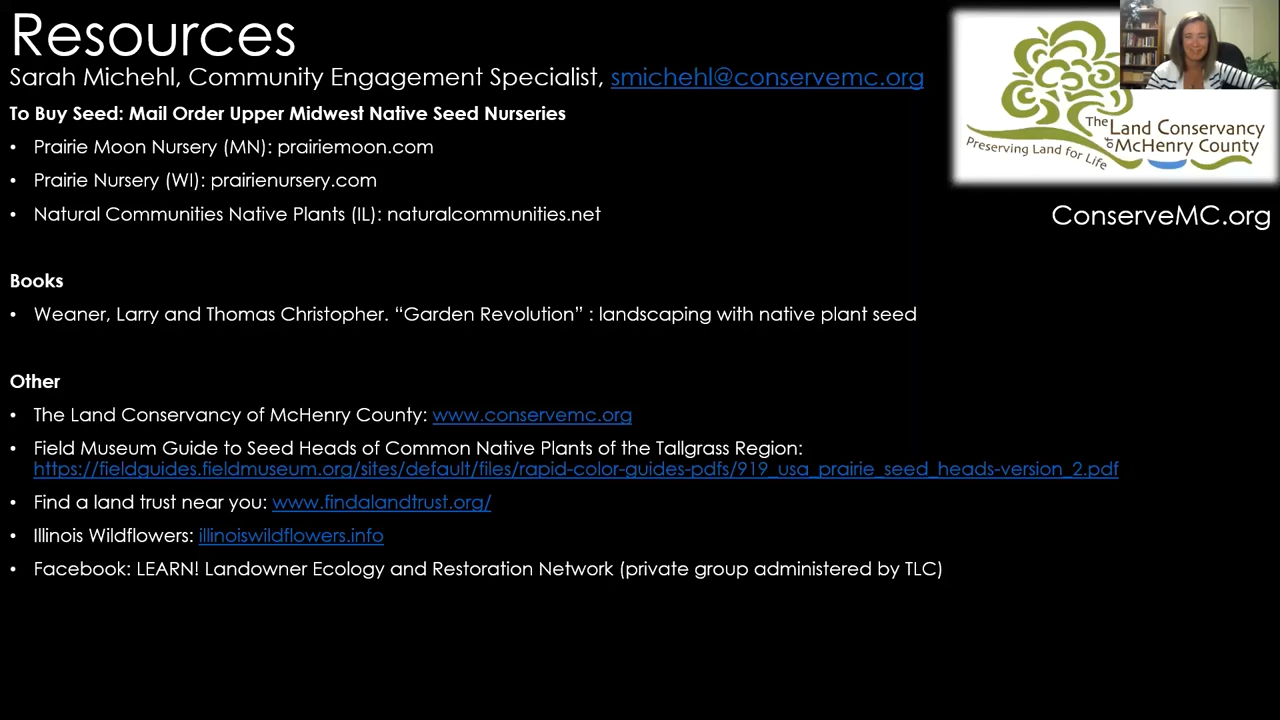 Resources
Sarah Michehl, Community Engagement Specialist, smichehl@conservemc.org
To Buy Seed: Mail Order Upper Midwest Native Seed Nurseries
• Prairie Moon Nursery (MN): prairiemoon.com
• Prairie Nursery (WI): prairienursery.com
• Natural Communities Native Plants (IL): naturalcommunities.net
The Land Conservancy
of McHenry County
Preserving Land for Life
ConserveMC.org
Books
• Weaner, Larry and Thomas Christopher. “Garden Revolution” : landscaping with native plant seed
Other
• The Land Conservancy of McHenry County: www.conservemc.org
• Field Museum Guide to Seed Heads of Common Native Plants of the Tallgrass Region:
https://fieldguides.fieldmuseum.org/sites/default/files/rapid-color-guides-pdfs/919_usa_prairie_seed_heads-version_2.pdf
• Find a land trust near you: www.findalandtrust.org/
• Illinois Wildflowers: illinoiswildflowers.info
• Facebook: LEARN! Landowner Ecology and Restoration Network (private group administered by TLC)